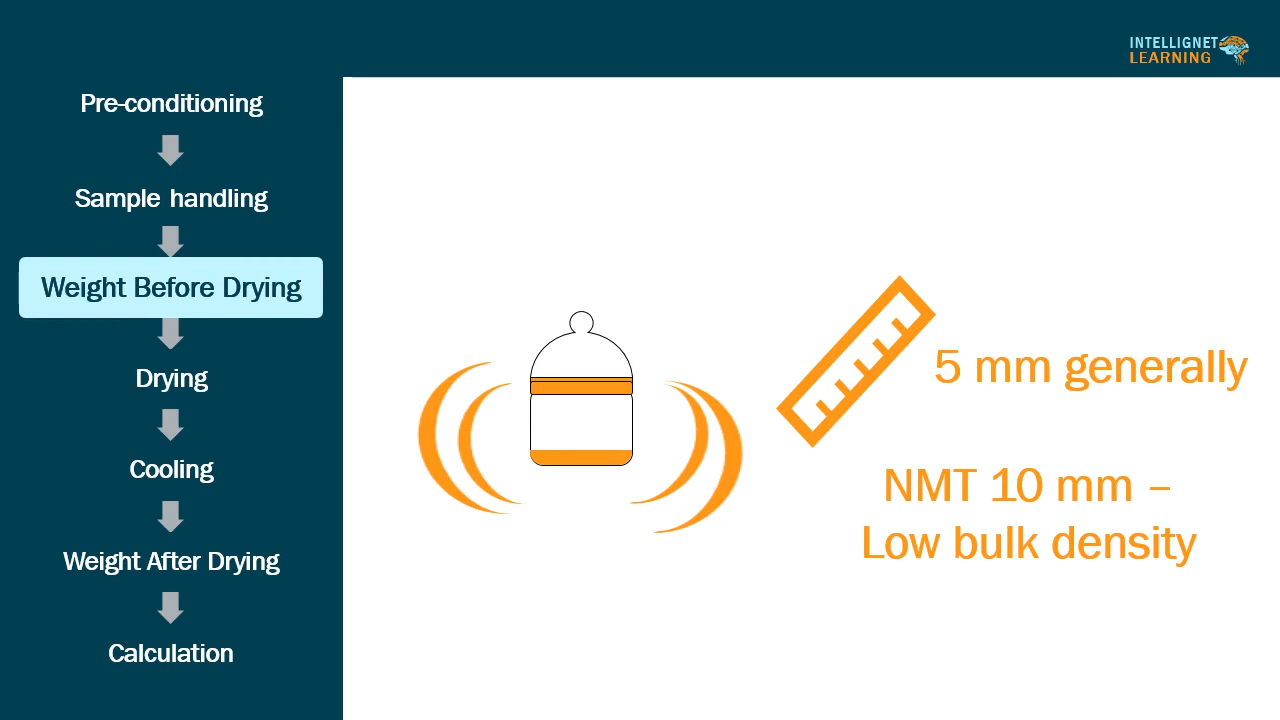 INTELLIGNET
LEARNING
Pre-conditioning
Sample handling
Weight Before Drying
Drying
Cooling
Weight After Drying
Calculation
5 mm generally
NMT 10 mm –
Low bulk density